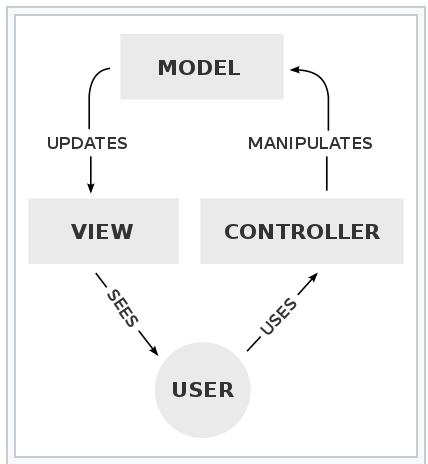 MODEL
UPDATES
MANIPULATES
VIEW
CONTROLLER
SEES
USES
USER